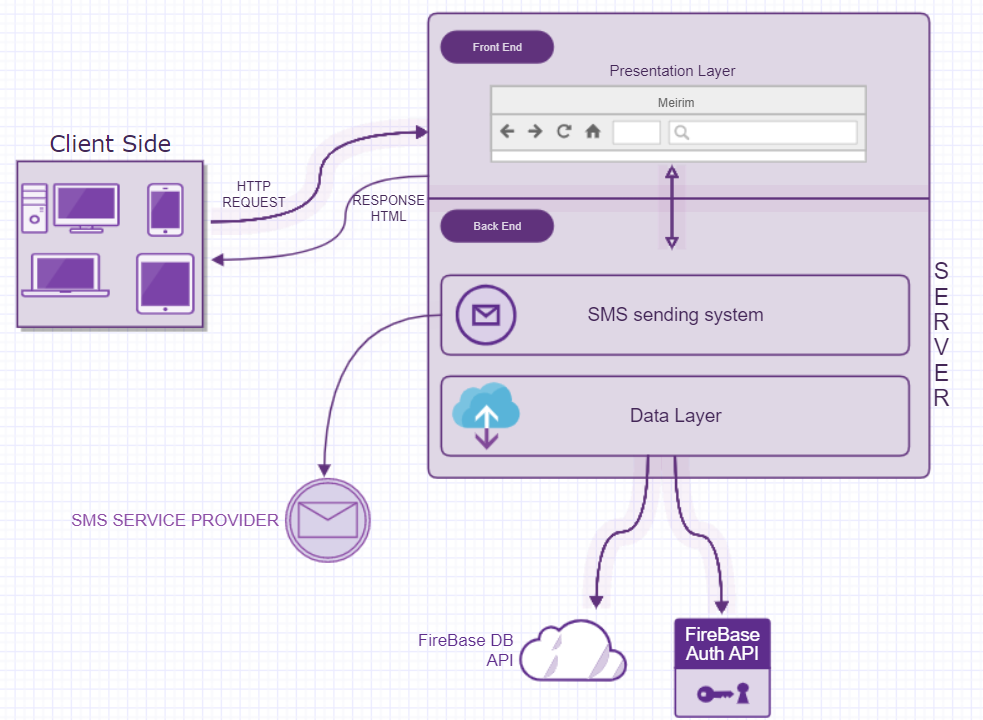 Front End
Presentation Layer
Meirim
Client Side
HTTP
REQUEST
RESPONSE
HTML
Back End
SMS sending system
SERVER
Data Layer
SMS SERVICE PROVIDER
FireBase DB
API
FireBase
Auth API